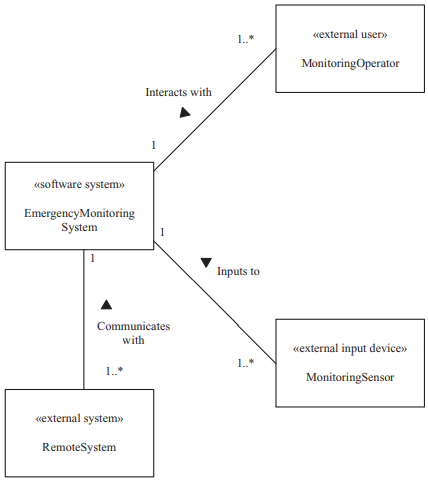 «external user»
MonitoringOperator
1..*
Interacts with
1
«software system»
EmergencyMonitoring
System
1
1
Inputs to
Communicates
with
1..*
1..*
«external input device»
MonitoringSensor
«external system»
RemoteSystem